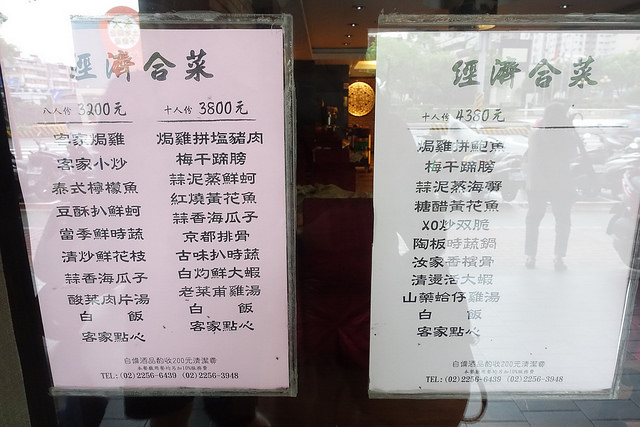 經濟合菜
八人份 3200元
客家焗雞
客家小炒
泰式檸檬魚
豆酥扒鮮蚵
當季鮮時蔬
清炒鮮花枝
蒜香海瓜子
酸菜肉片湯
白 飯
客家點心
十人份 3800元
焗雞拼塩豬肉
梅干蹄膀
蒜泥蒸鮮蚵
紅燒黃花魚
蒜香海瓜子
京都排骨
古味扒時蔬
白灼鮮大蝦
老菜甫雞湯
白 飯
客家點心
自備酒品酌收200元清潔費
TEL: (02)2256-6439 (02)2256-3948
經濟合菜
十人份 4380元
焗雞拼鮑魚
梅干蹄膀
蒜泥蒸海
糖醋黃花魚
XO炒双脆
陶板時蔬鍋
汝家香檳骨
清燙活大蝦
山藥蛤仔雞湯
白 飯
客家點心
自備酒品酌收200元清潔費
TEL: (02)2256-6439 (02)2256-3948